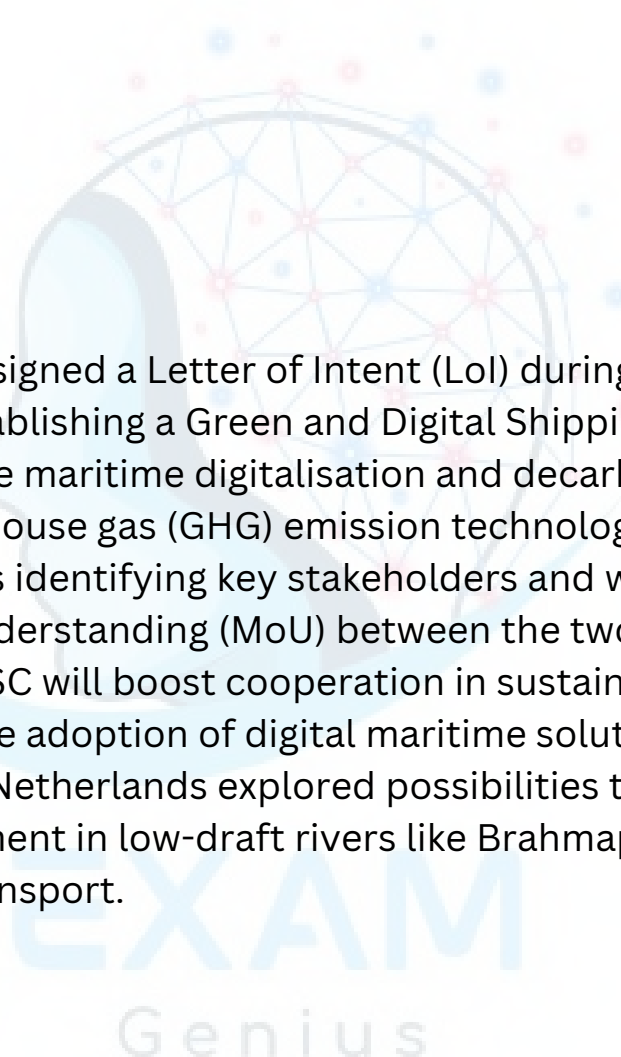 signed a Letter of Intent (LoI) during
ablishing a Green and Digital Shippi
e maritime digitalisation and decarb
ouse gas (GHG) emission technolog
s identifying key stakeholders and w
derstanding (MoU) between the two
SC will boost cooperation in sustain
e adoption of digital maritime solut
Netherlands explored possibilities t
ment in low-draft rivers like Brahmap
nsport.
EXAM
Genius